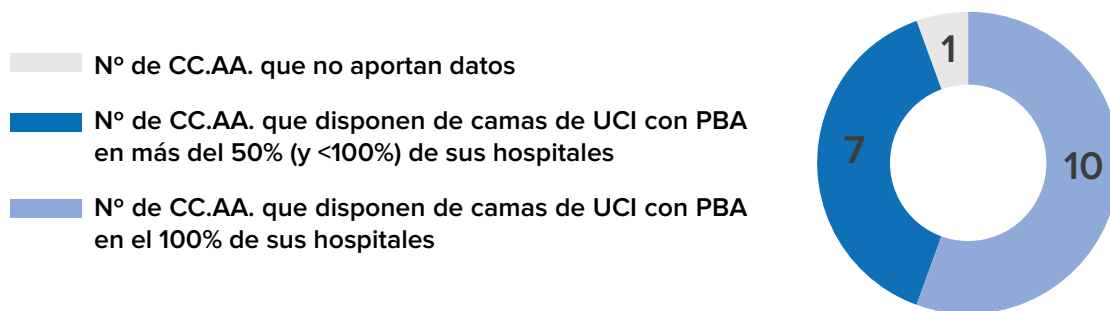 Nº de CC.AA. que no aportan datos
Nº de CC.AA. que disponen de camas de UCI con PBA
en más del 50% (y <100%) de sus hospitales
Nº de CC.AA. que disponen de camas de UCI con PBA
en el 100% de sus hospitales
1
7
10